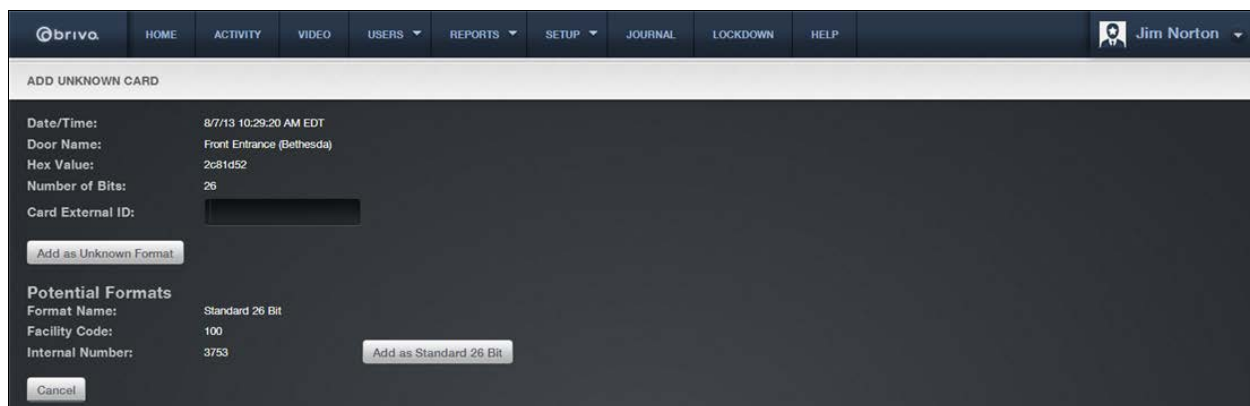 brivo. HOME ACTIVITY VIDEO USERS REPORTS SETUP JOURNAL LOCKDOWN HELP Jim Norton
ADD UNKNOWN CARD
Date/Time: 8/7/13 10:29:20 AM EDT
Door Name: Front Entrance (Bethesda)
Hex Value: 2c81d52
Number of Bits: 26
Card External ID:
Add as Unknown Format
Potential Formats
Format Name: Standard 26 Bit
Facility Code: 100
Internal Number: 3753 Add as Standard 26 Bit
Cancel